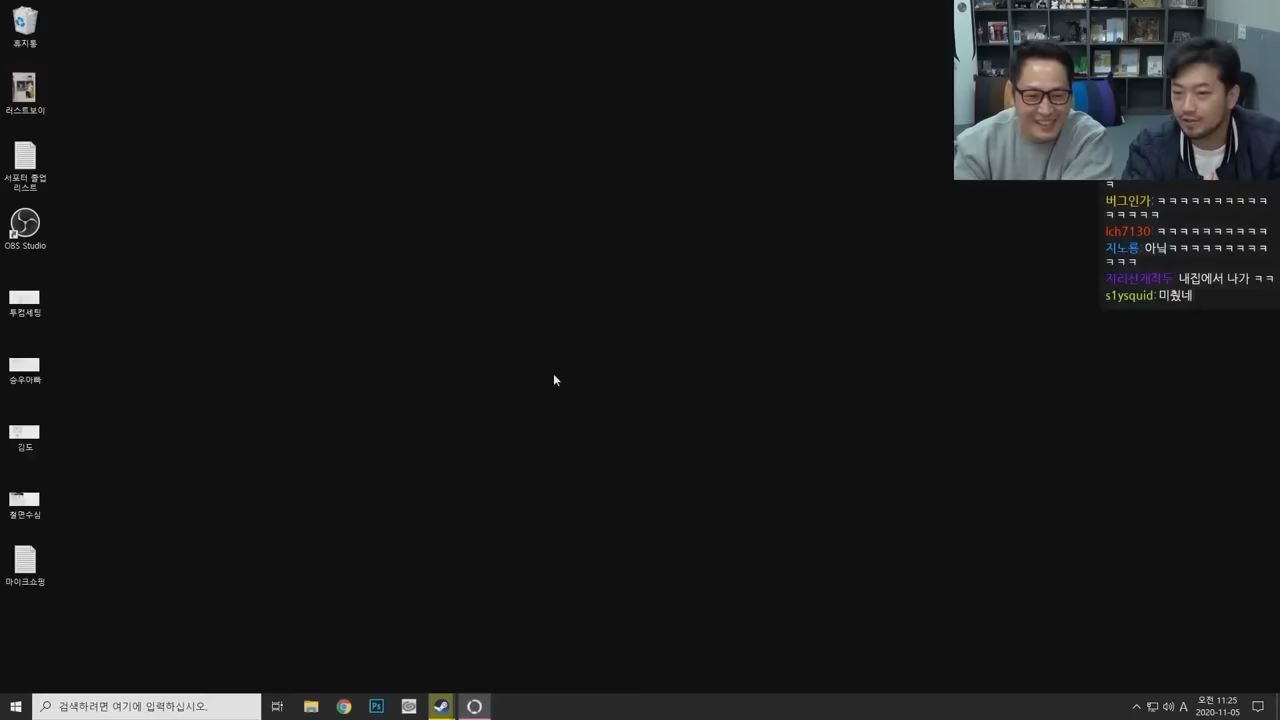 휴지통
러스트보이
서포터 졸업
리스트
OBS Studio
투컴세팅
승우아빠
김도
철면수심
마이크쇼핑
ㅋ
버그인가: ㅋㅋㅋㅋㅋㅋㅋㅋㅋㅋ
ㅋㅋㅋㅋㅋ
lch7130: ㅋㅋㅋㅋㅋㅋㅋㅋㅋㅋ
지노룡: 아닠ㅋㅋㅋㅋㅋㅋㅋㅋㅋ
ㅋㅋㅋ
지리산개작두: 내집에서 나가 ㅋㅋ
s1ysquid: 미췄네
검색하려면 여기에 입력하십시오.
Ps
A
오전 11:25
2020-11-05